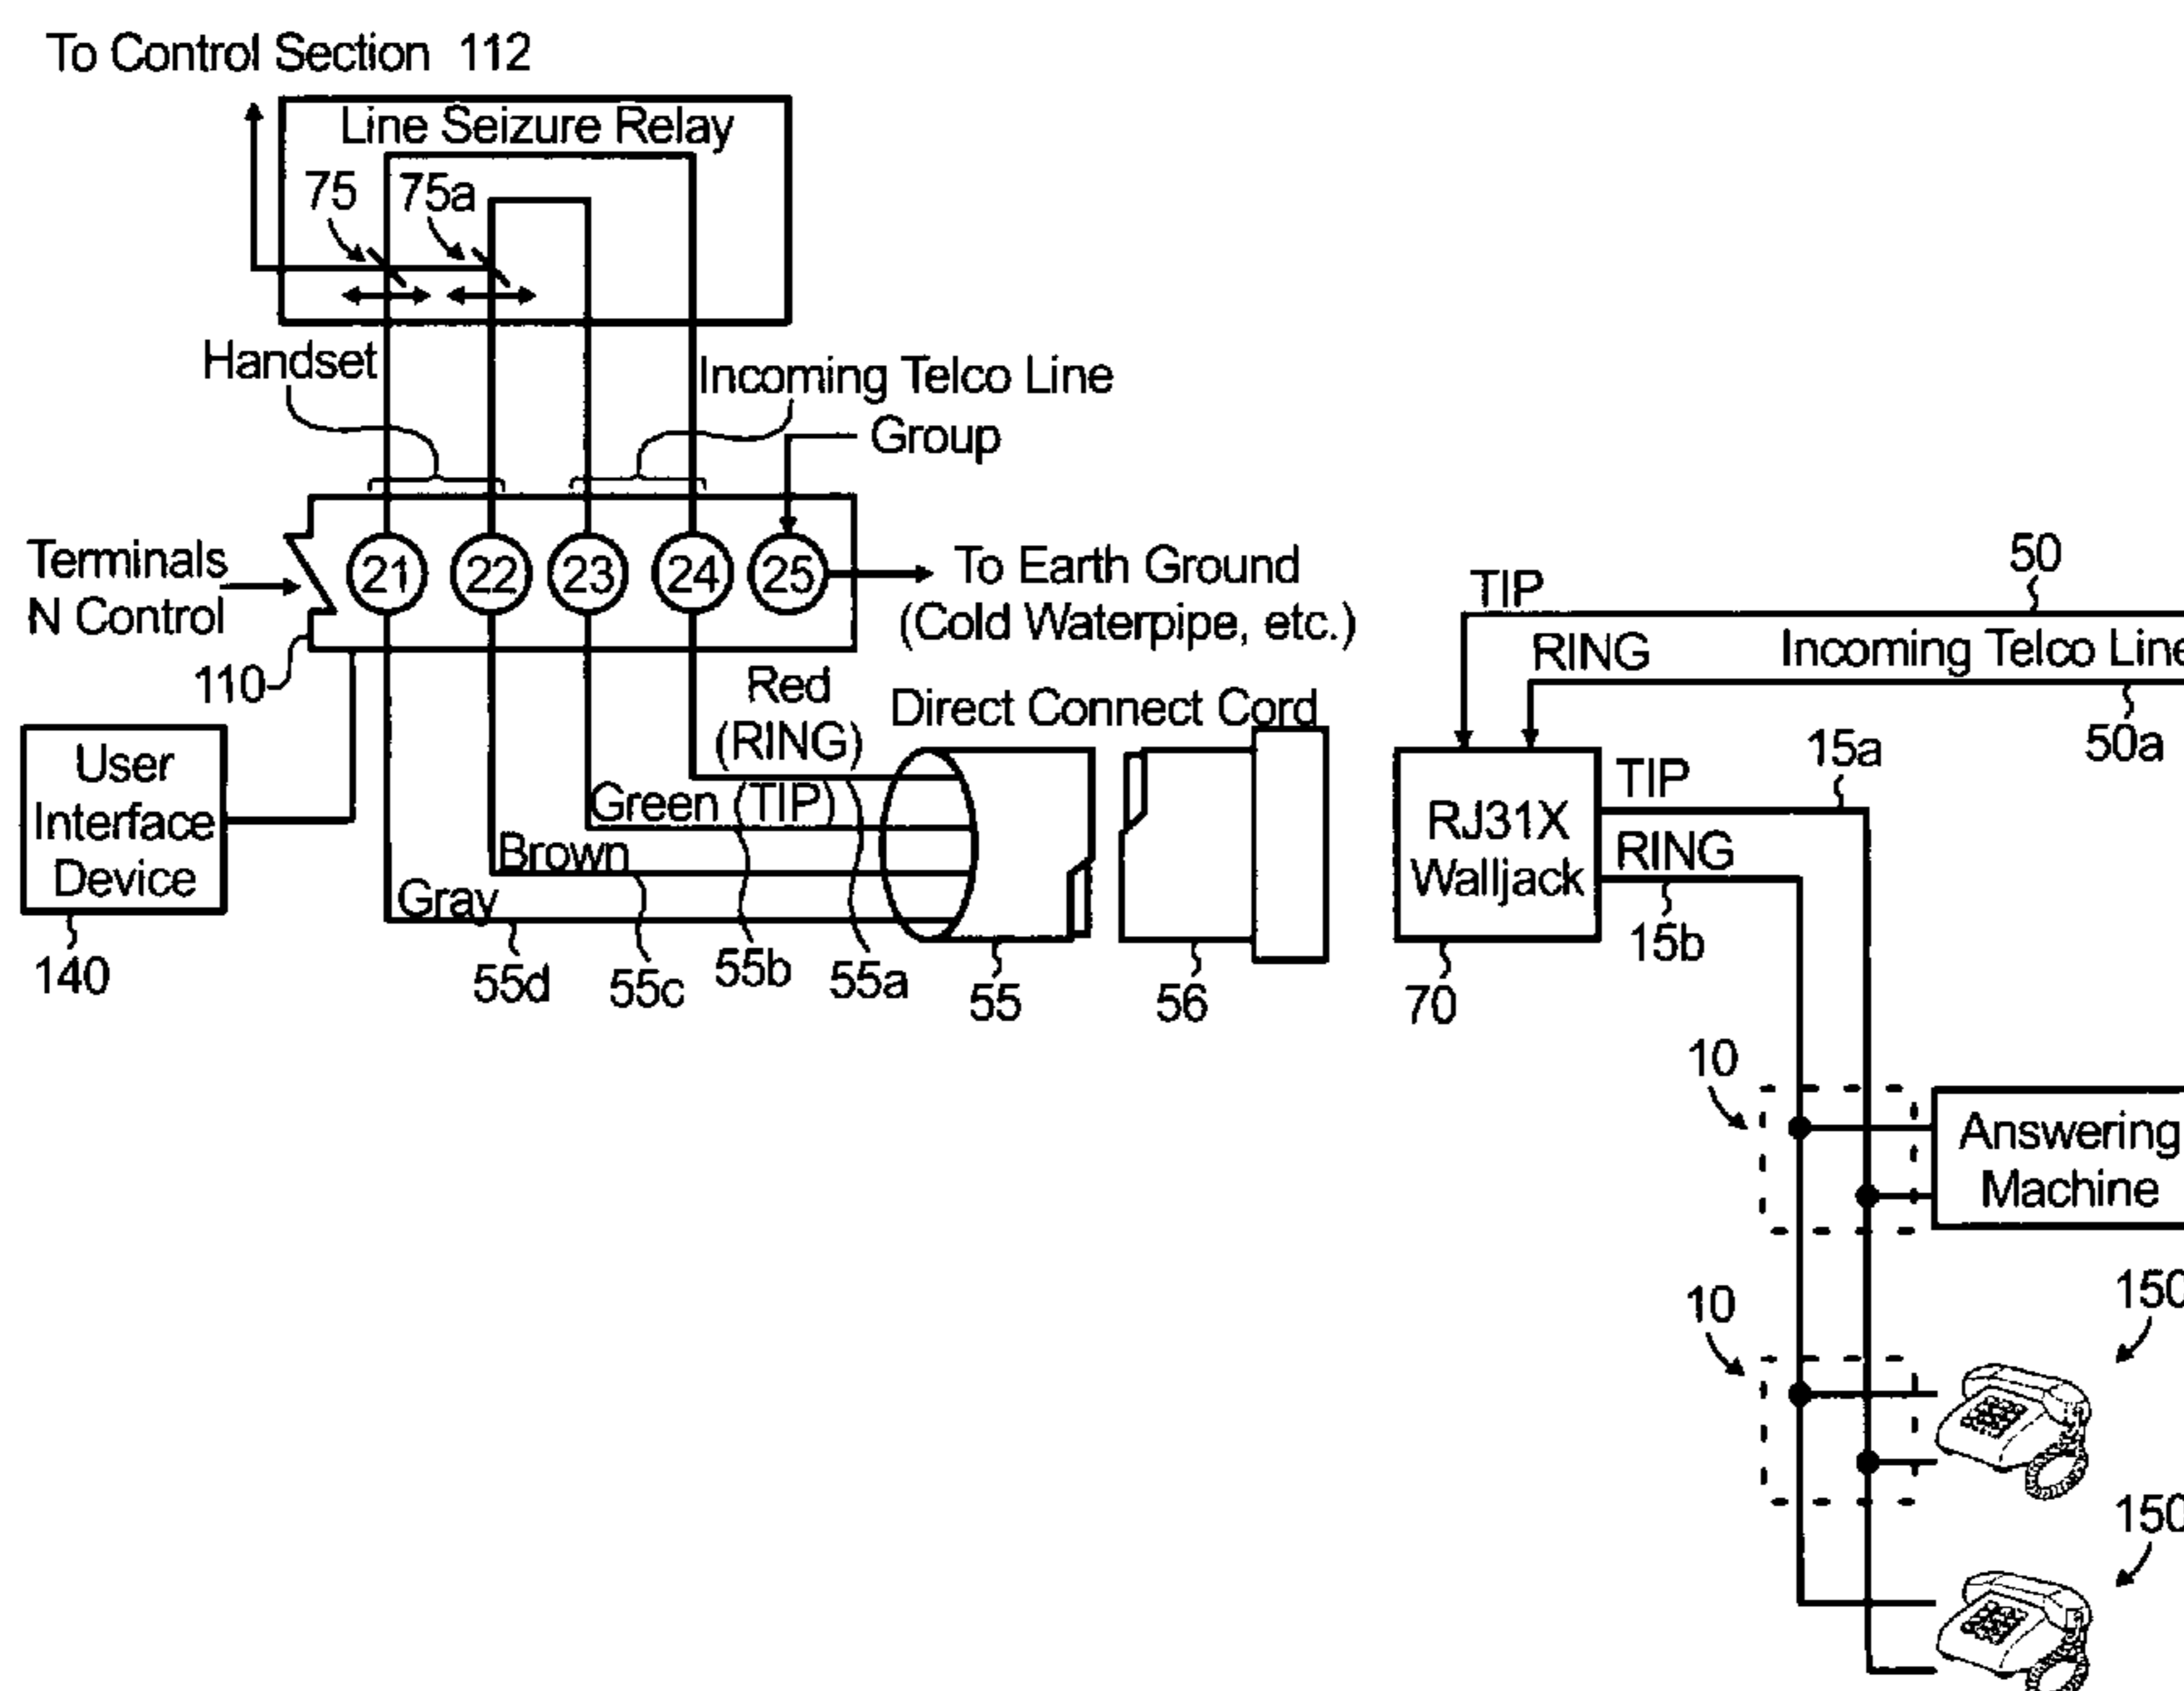 To Control Section 112
Line Seizure Relay
75
75a
Handset
Incoming Telco Line
Group
Terminals
N Control
21
22
23
24
25
To Earth Ground
(Cold Waterpipe, etc.)
110
Red
(RING)
Direct Connect Cord
User
Interface
Device
140
Green (TIP)
Brown
Gray
55d
55c
55b
55a
55
56
TIP
50
RING
Incoming Telco Line
50a
RJ31X
Walljack
70
TIP
15a
RING
15b
10
Answering
Machine
10
150
150